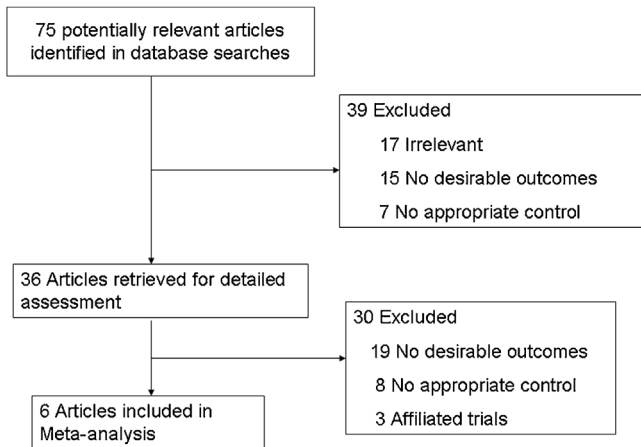 75 potentially relevant articles
identified in database searches
39 Excluded
17 Irrelevant
15 No desirable outcomes
7 No appropriate control
36 Articles retrieved for detailed
assessment
30 Excluded
19 No desirable outcomes
8 No appropriate control
3 Affiliated trials
6 Articles included in
Meta-analysis